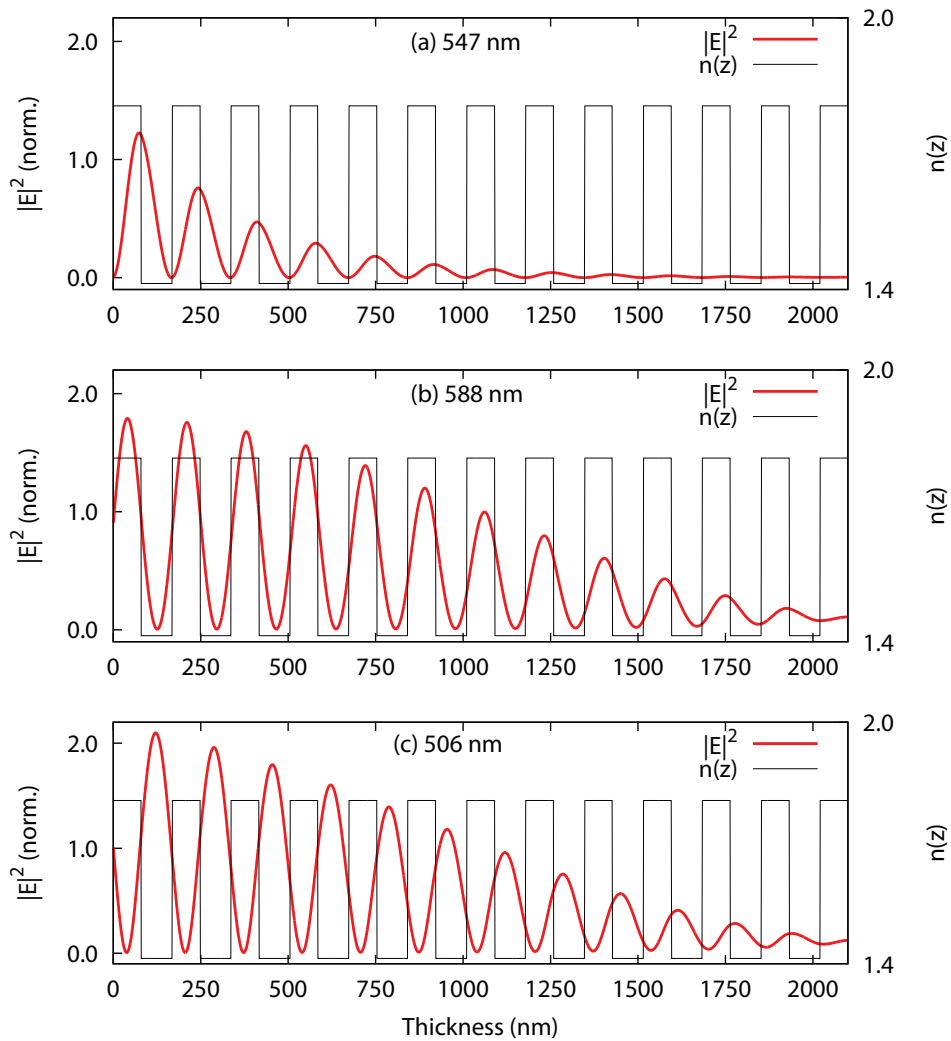 2.0
(a) 547 nm
|E|²
n(z)
2.0
1.0
0.0
|E|² (norm.)
n(z)
1.4
0 250 500 750 1000 1250 1500 1750 2000
2.0
(b) 588 nm
|E|²
n(z)
2.0
1.0
0.0
|E|² (norm.)
n(z)
1.4
0 250 500 750 1000 1250 1500 1750 2000
2.0
(c) 506 nm
|E|²
n(z)
2.0
1.0
0.0
|E|² (norm.)
n(z)
1.4
0 250 500 750 1000 1250 1500 1750 2000
Thickness (nm)